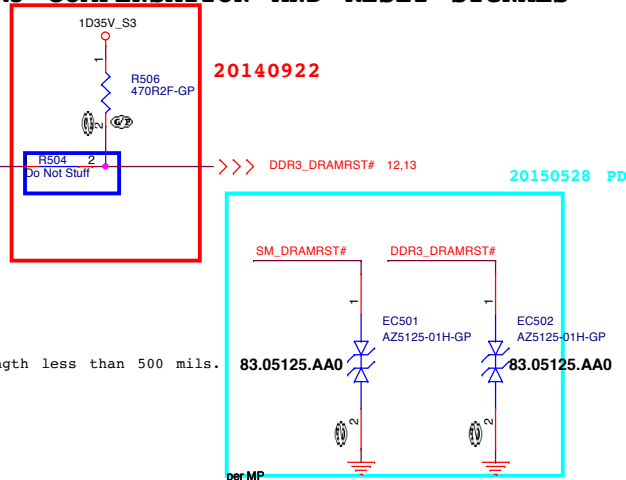 1D35V_S3
1
R506
470R2F-GP
2
20140922
R504
2
Do Not Stuff
DDR3_DRAMRST# 12,13
20150528 PD
SM_DRAMRST#
DDR3_DRAMRST#
1
1
EC501
AZ5125-01H-GP
EC502
AZ5125-01H-GP
ngth less than 500 mils.
83.05125.AA0
83.05125.AA0
2
2
per MP